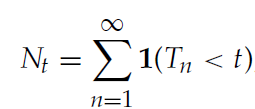 N_t = \sum_{n=1}^{\infty} \mathbf{1}(T_n < t)